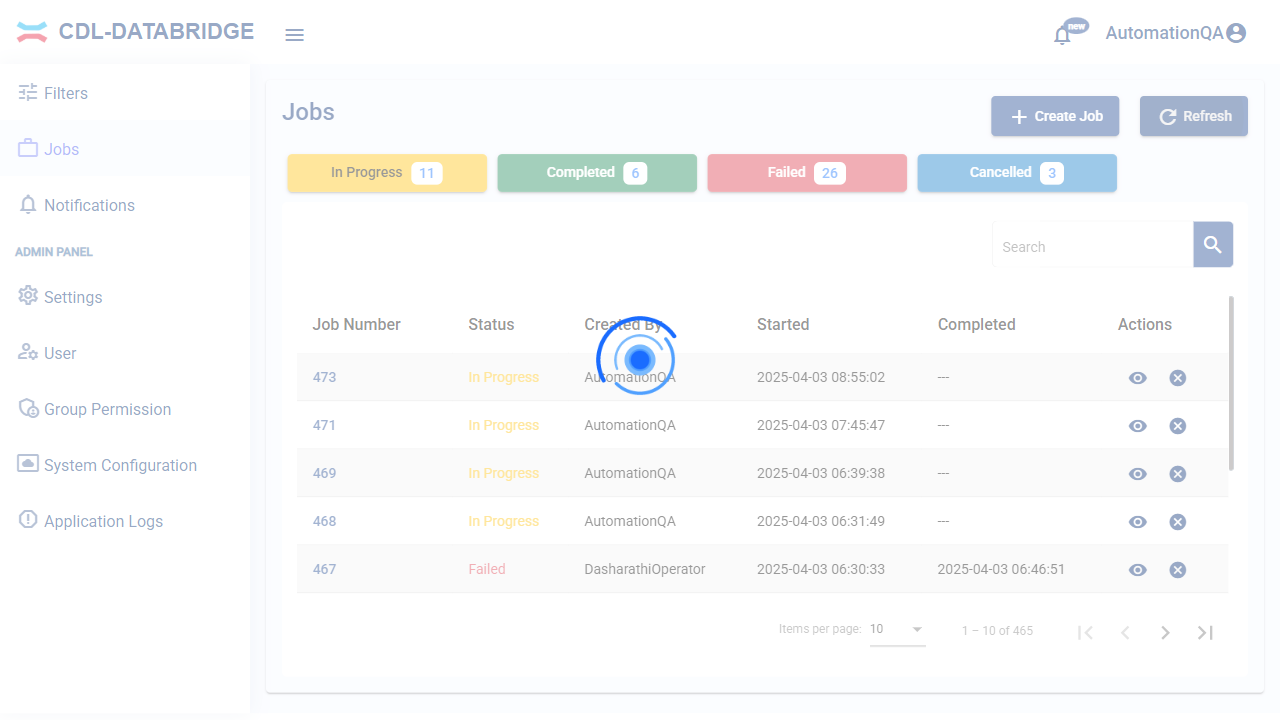 CDL-DATABRIDGE
new
AutomationQA
Filters
Jobs
Notifications
ADMIN PANEL
Settings
User
Group Permission
System Configuration
Application Logs
Jobs
Create Job
Refresh
In Progress 11
Completed 6
Failed 26
Cancelled 3
Search
Job Number Status Created By Started Completed Actions
473 In Progress AutomationQA 2025-04-03 08:55:02 ---
471 In Progress AutomationQA 2025-04-03 07:45:47 ---
469 In Progress AutomationQA 2025-04-03 06:39:38 ---
468 In Progress AutomationQA 2025-04-03 06:31:49 ---
467 Failed DasharathiOperator 2025-04-03 06:30:33 2025-04-03 06:46:51
Items per page: 10 1 – 10 of 465